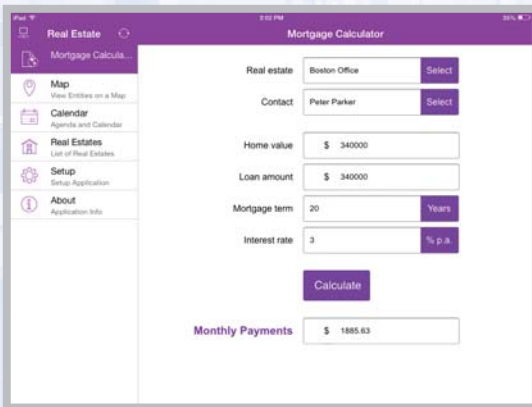 iPad
3:52 PM
Real Estate
Mortgage Calculator
Mortgage Calcula...
Map
View Entities on a Map
Calendar
Agenda and Calendar
Real Estates
List of Real Estates
Setup
Setup Application
About
Application Info
Real estate Boston Office Select
Contact Peter Parker Select
Home value $ 340000
Loan amount $ 340000
Mortgage term 20 Years
Interest rate 3 % p.a.
Calculate
Monthly Payments $ 1885.63